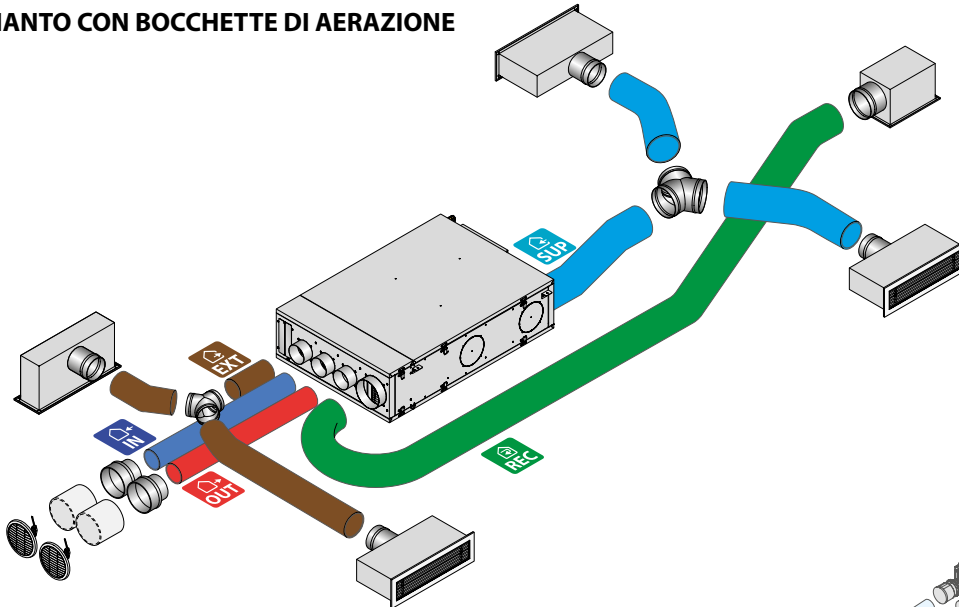 IANTO CON BOCCHETTE DI AERAZIONE
SUP
EXT
IN
OUT
REC